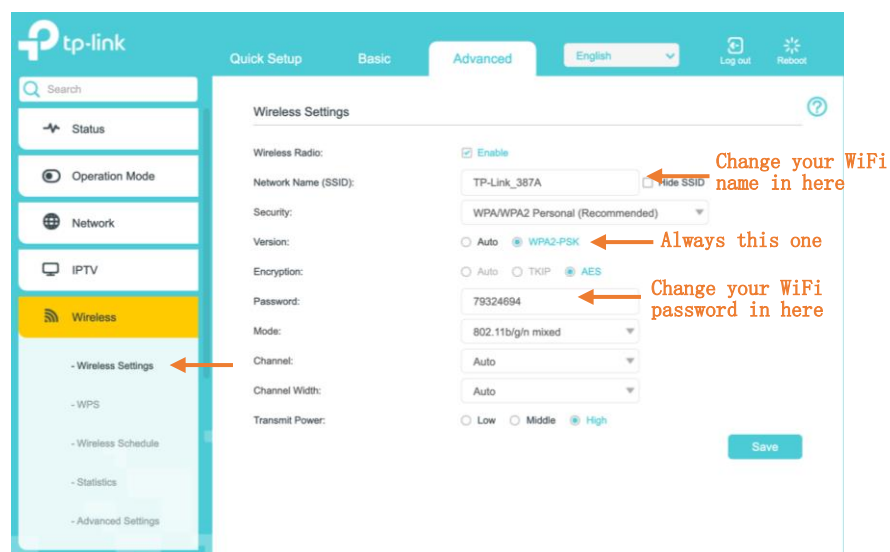 tp-link
Quick Setup
Basic
Advanced
English
Log out
Reboot
Search
Status
Operation Mode
Network
IPTV
Wireless
- Wireless Settings
- WPS
- Wireless Schedule
- Statistics
- Advanced Settings
Wireless Settings
?
Wireless Radio:
Enable
Network Name (SSID):
TP-Link_387A
Hide SSID
Change your WiFi
name in here
Security:
WPA/WPA2 Personal (Recommended)
Version:
Auto
WPA2-PSK
Always this one
Encryption:
Auto
TKIP
AES
Password:
79324694
Change your WiFi
password in here
Mode:
802.11b/g/n mixed
Channel:
Auto
Channel Width:
Auto
Transmit Power:
Low
Middle
High
Save